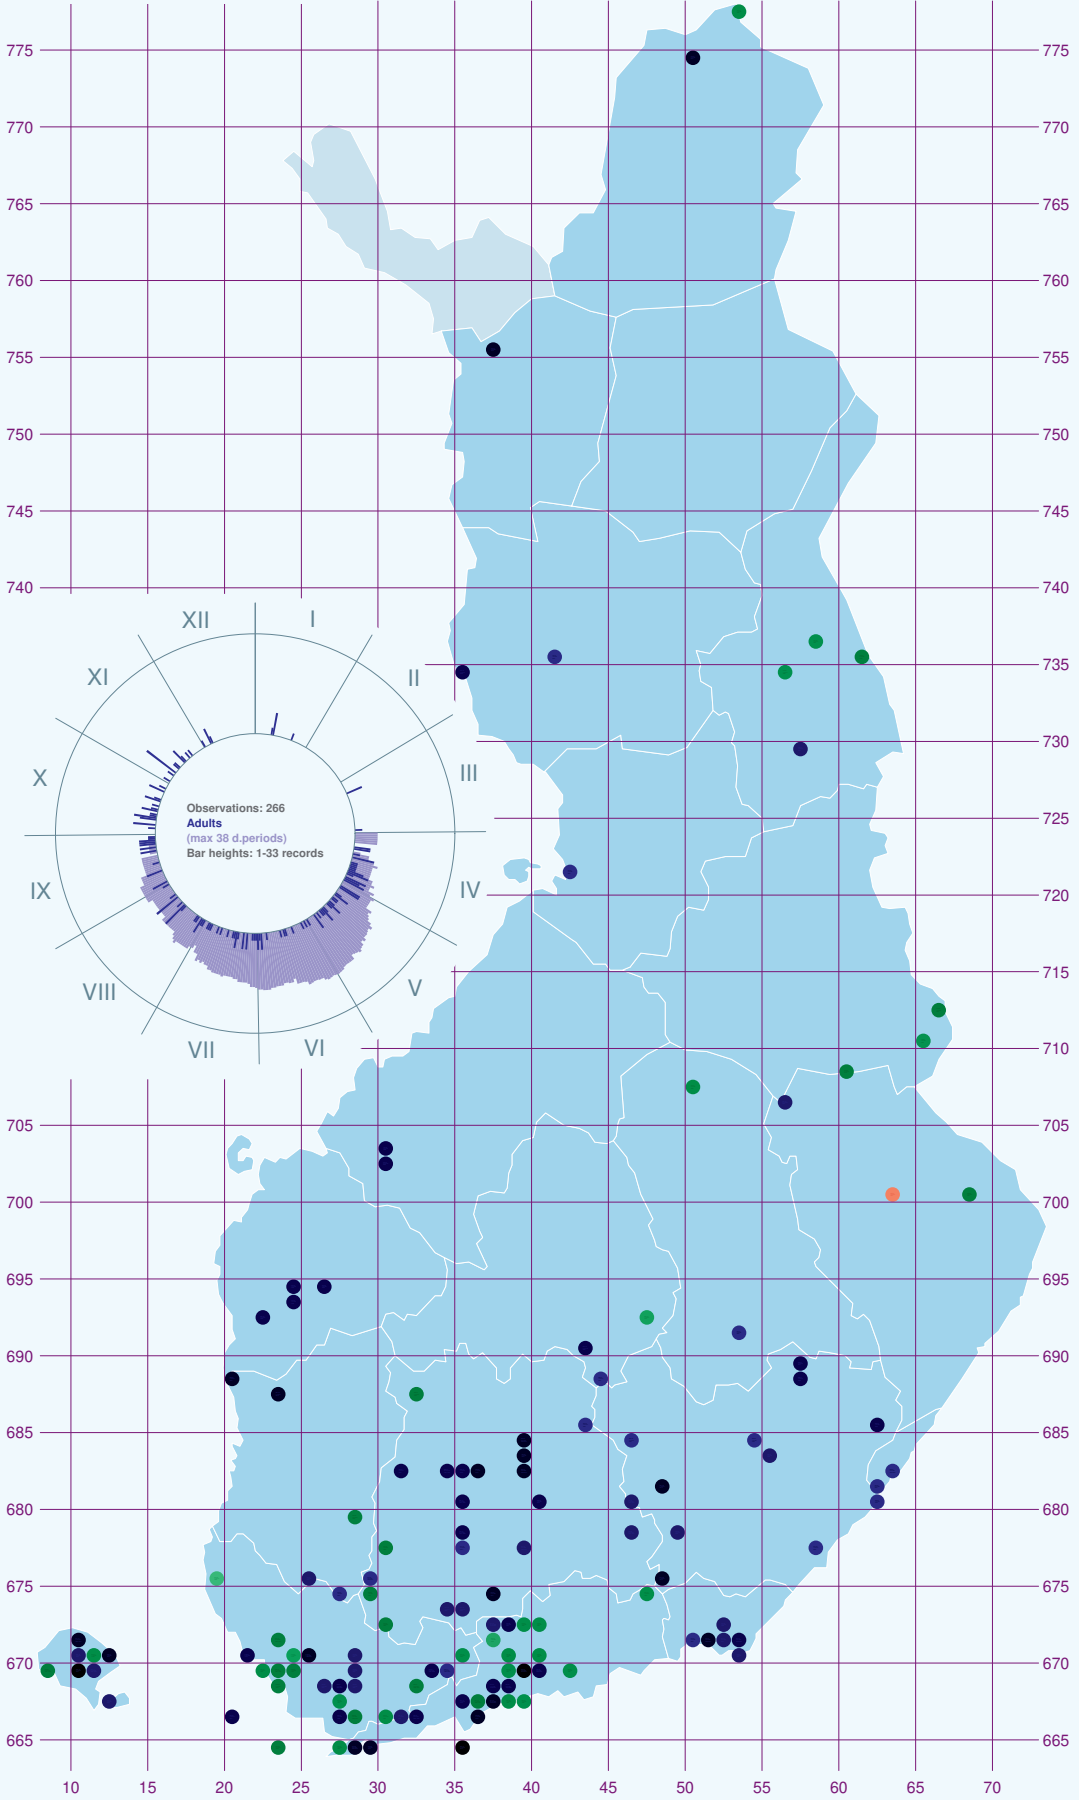 775 775
770 770
765 765
760 760
755 755
750 750
745 745
740 740
XII I
XI II
735
X III
730
Observations: 266
Adults
(max 38 d.periods)
Bar heights: 1-33 records
725
IX IV
720
VIII V
715
VII VI
710
705 705
700 700
695 695
690 690
685 685
680 680
675 675
670 670
665 665
10 15 20 25 30 35 40 45 50 55 60 65 70